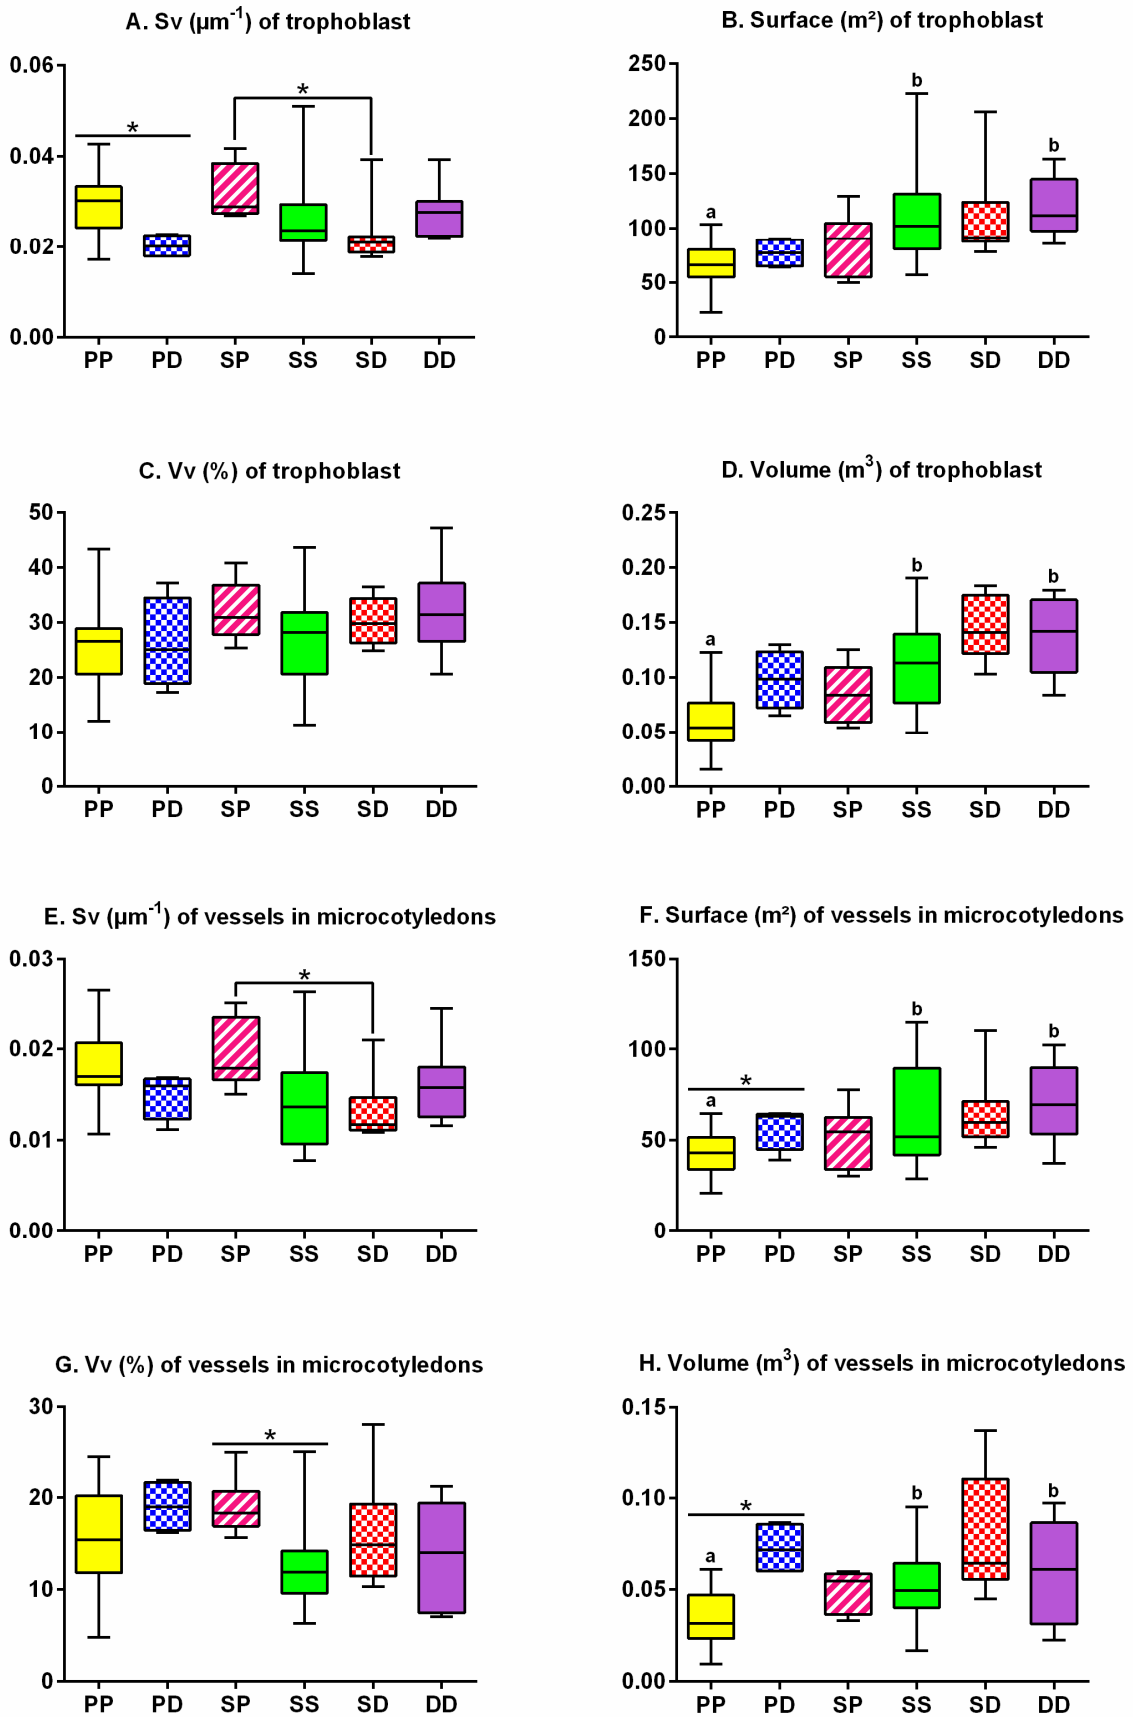 A. Sv (µm-1) of trophoblast
0.06
0.04
0.02
0.00
*
*
PP PD SP SS SD DD
B. Surface (m²) of trophoblast
250
200
150
100
50
0
a
b
b
PP PD SP SS SD DD
C. Vv (%) of trophoblast
50
40
30
20
10
0
PP PD SP SS SD DD
D. Volume (m3) of trophoblast
0.25
0.20
0.15
0.10
0.05
0.00
a
b
b
PP PD SP SS SD DD
E. Sv (µm-1) of vessels in microcotyledons
0.03
0.02
0.01
0.00
*
PP PD SP SS SD DD
F. Surface (m²) of vessels in microcotyledons
150
100
50
0
*
a
b
b
PP PD SP SS SD DD
G. Vv (%) of vessels in microcotyledons
30
20
10
0
*
PP PD SP SS SD DD
H. Volume (m3) of vessels in microcotyledons
0.15
0.10
0.05
0.00
*
a
b
b
PP PD SP SS SD DD